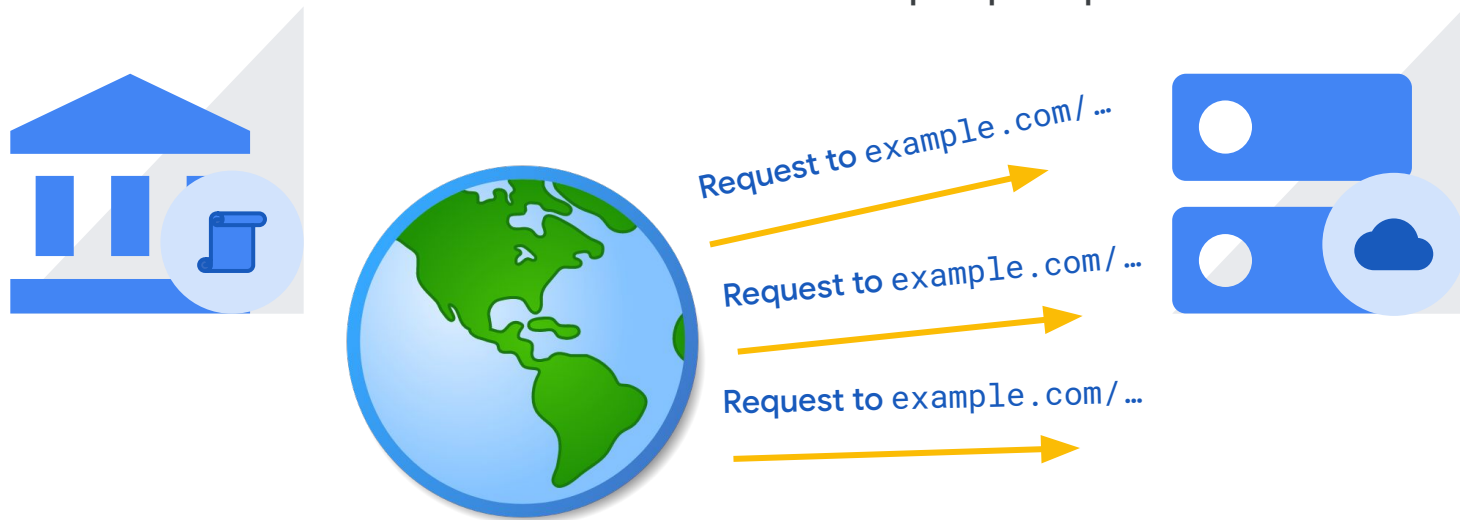 Request to example.com/ …
Request to example.com/…
Request to example.com/…